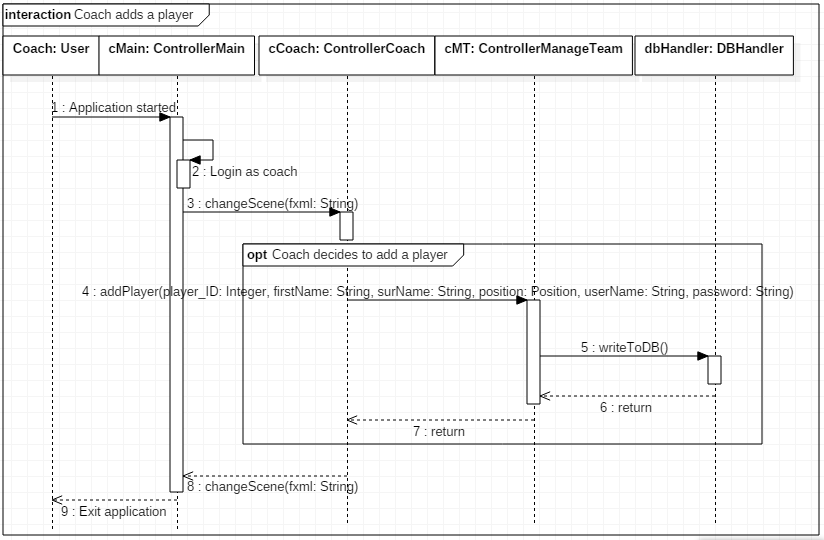 interaction Coach adds a player
Coach: User
cMain: ControllerMain
cCoach: ControllerCoach
cMT: ControllerManageTeam
dbHandler: DBHandler
1 : Application started
2 : Login as coach
3 : changeScene(fxml: String)
opt Coach decides to add a player
4 : addPlayer(player_ID: Integer, firstName: String, surName: String, position: Position, userName: String, password: String)
5 : writeToDB()
6 : return
7 : return
8 : changeScene(fxml: String)
9 : Exit application